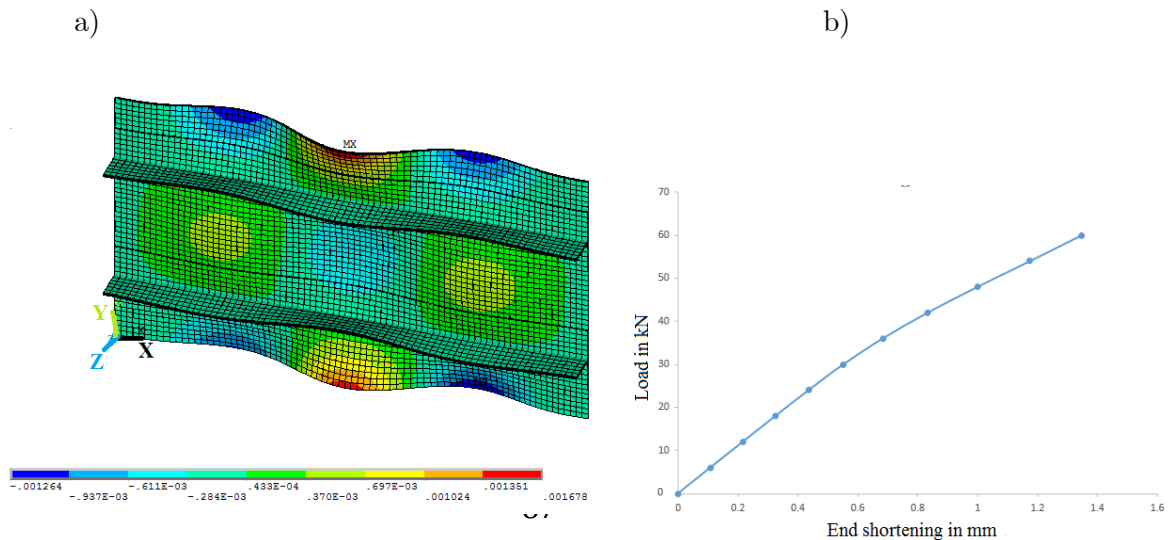 a)
b)
MX
Y
Z
X
-.001264
-.937E-03
-.611E-03
-.284E-03
.433E-04
.370E-03
.697E-03
.001024
.001351
.001678
Load in kN
70
60
50
40
30
20
10
0
0 0.2 0.4 0.6 0.8 1 1.2 1.4 1.6
End shortening in mm